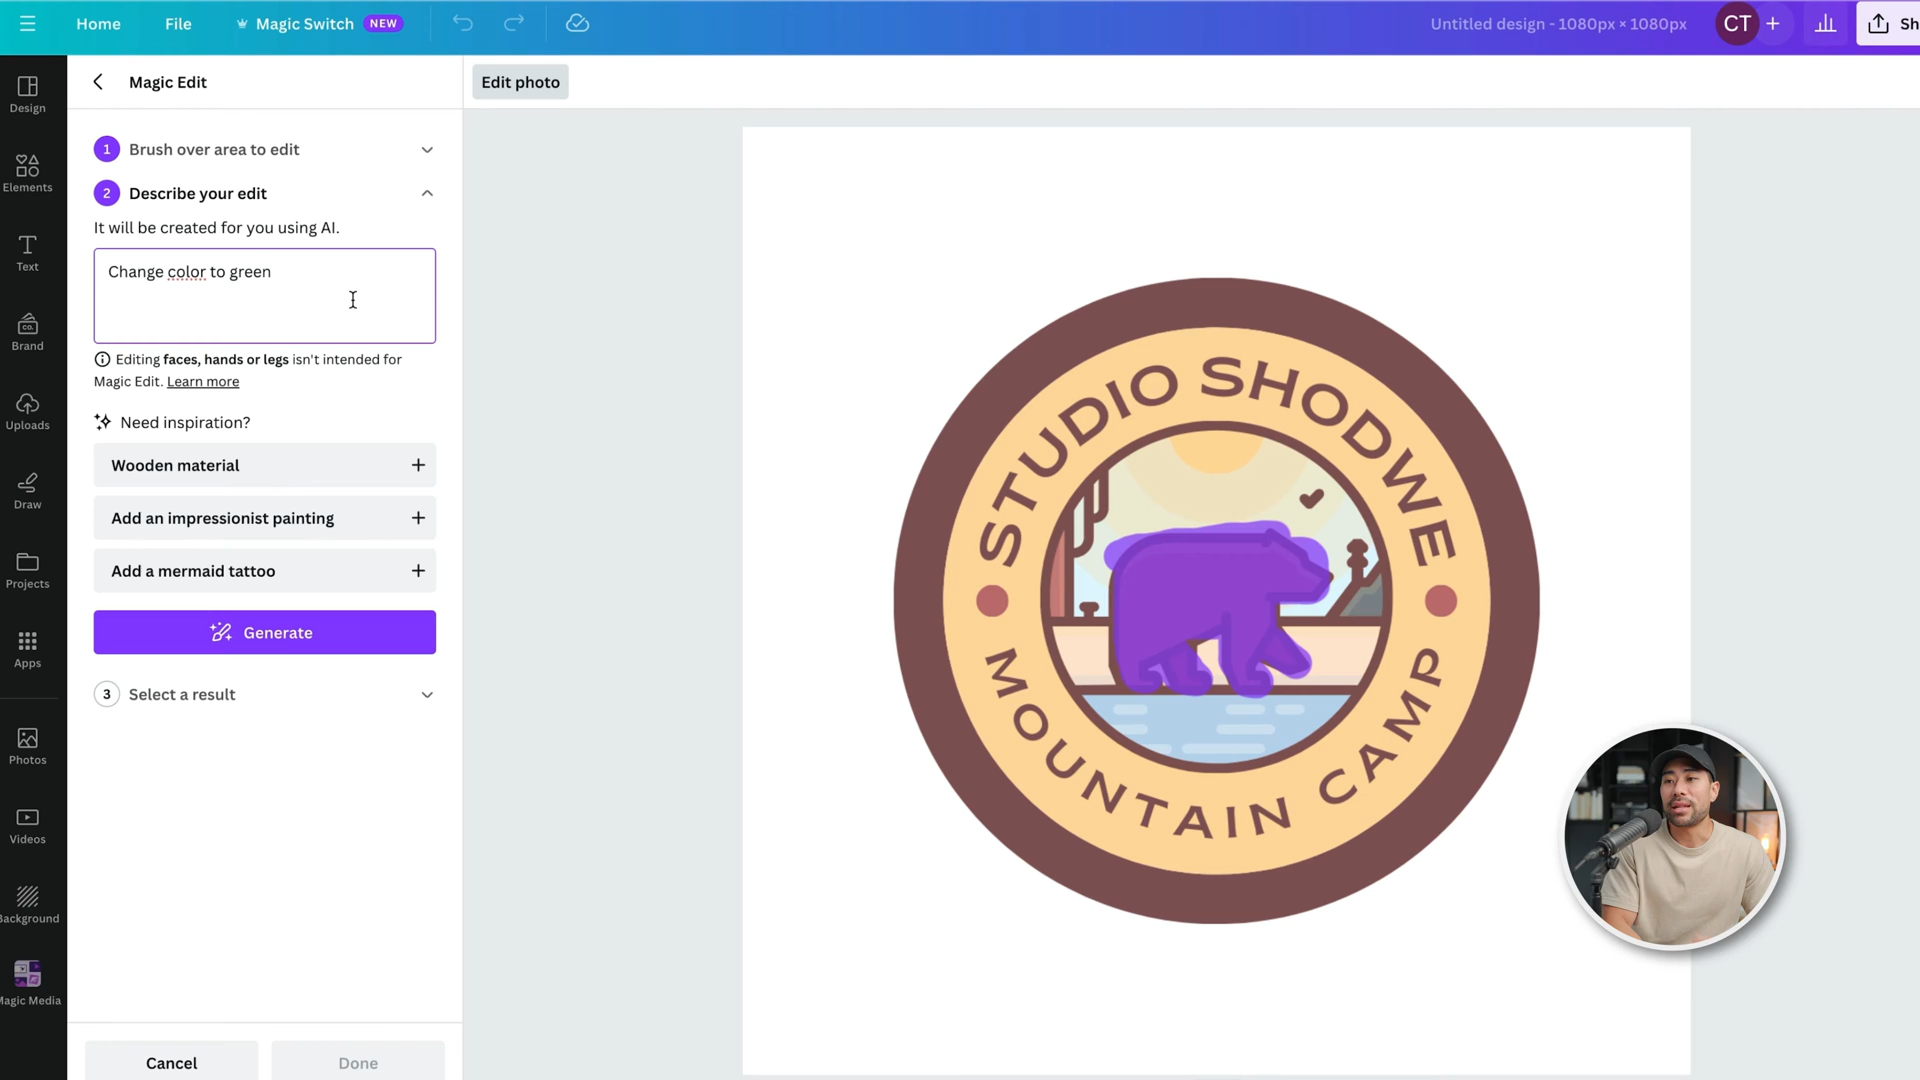 Home File Magic Switch NEW Untitled design - 1080px × 1080px CT + Sh
Design
Elements
Text
Brand
co.
Uploads
Draw
Projects
Apps
Photos
Videos
Background
Magic Media
Magic Edit
1 Brush over area to edit
2 Describe your edit
It will be created for you using AI.
Change color to green
Editing faces, hands or legs isn't intended for
Magic Edit. Learn more
Need inspiration?
Wooden material +
Add an impressionist painting +
Add a mermaid tattoo +
Generate
3 Select a result
Cancel Done
Edit photo
STUDIO SHODWE
MOUNTAIN CAMP